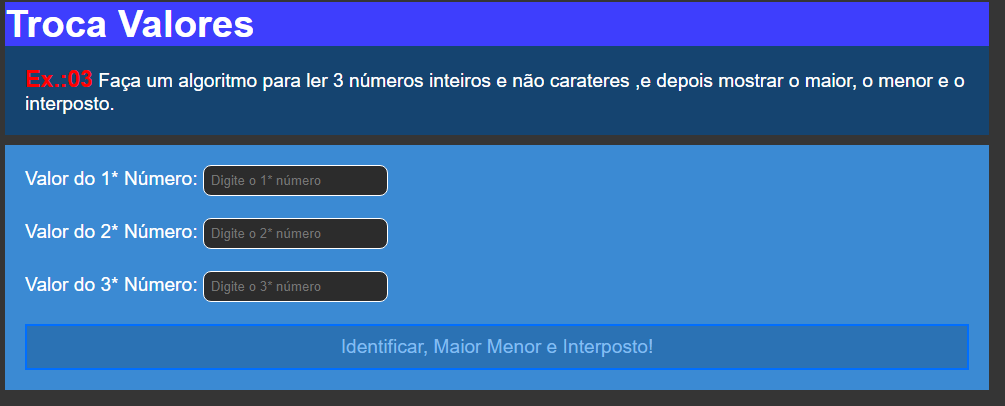 Troca Valores
Ex.:03 Faça um algoritmo para ler 3 números inteiros e não carateres ,e depois mostrar o maior, o menor e o
interposto.
Valor do 1* Número: Digite o 1* número
Valor do 2* Número: Digite o 2* número
Valor do 3* Número: Digite o 3* número
Identificar, Maior Menor e Interposto!